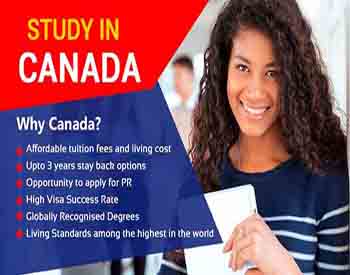 STUDY IN
CANADA
Why Canada?
Affordable tuition fees and living cost
Upto 3 years stay back options
Opportunity to apply for PR
High Visa Success Rate
Globally Recognised Degrees
Living Standards among the highest in the world